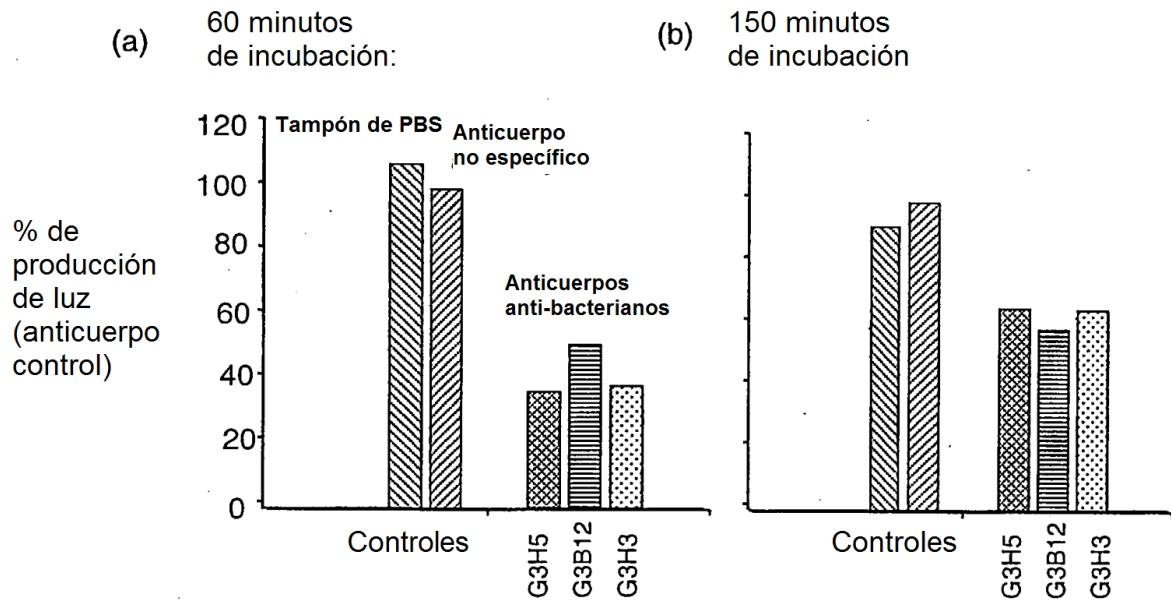 (a)
60 minutos
de incubación:
(b)
150 minutos
de incubación
120
100
80
60
40
20
0
% de
producción
de luz
(anticuerpo
control)
Tampón de PBS
Anticuerpo
no específico
Anticuerpos
anti-bacterianos
Controles
G3H5
G3B12
G3H3
Controles
G3H5
G3B12
G3H3